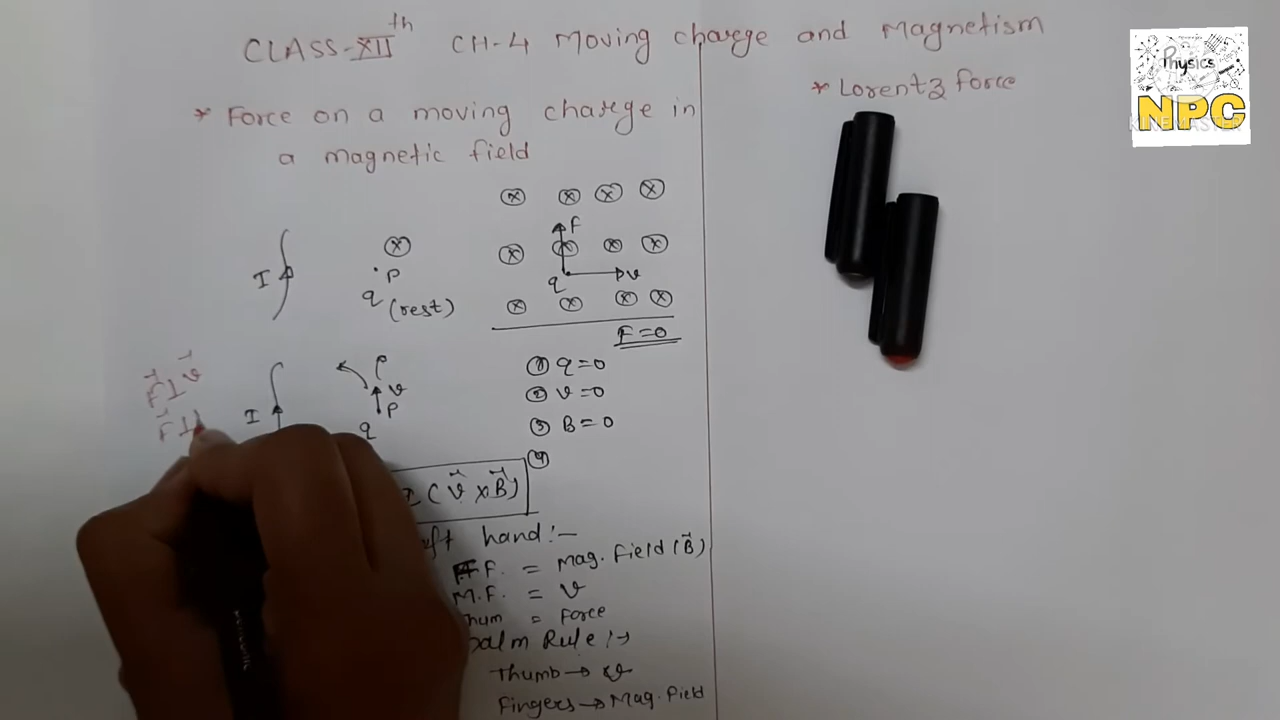 CLASS-XIIth CH-4 Moving charge and Magnetism
* Force on a moving charge in
a magnetic field
* Lorentz force
Physics
NPC
KINEMASTER
⊗ ⊗ ⊗ ⊗
F
I ⊗ ⊗ ⊗ ⊗ ⊗
P v
q q
(rest) ⊗ ⊗ ⊗ ⊗
F=0
P ① q=0
v ② v=0
I P
q ③ B=0
④
(v⃗ × B⃗)
hand:-
F. = Mag. field (B⃗)
M.F. = v
= Force
Rule:→
Thumb → v
Fingers → Mag. field